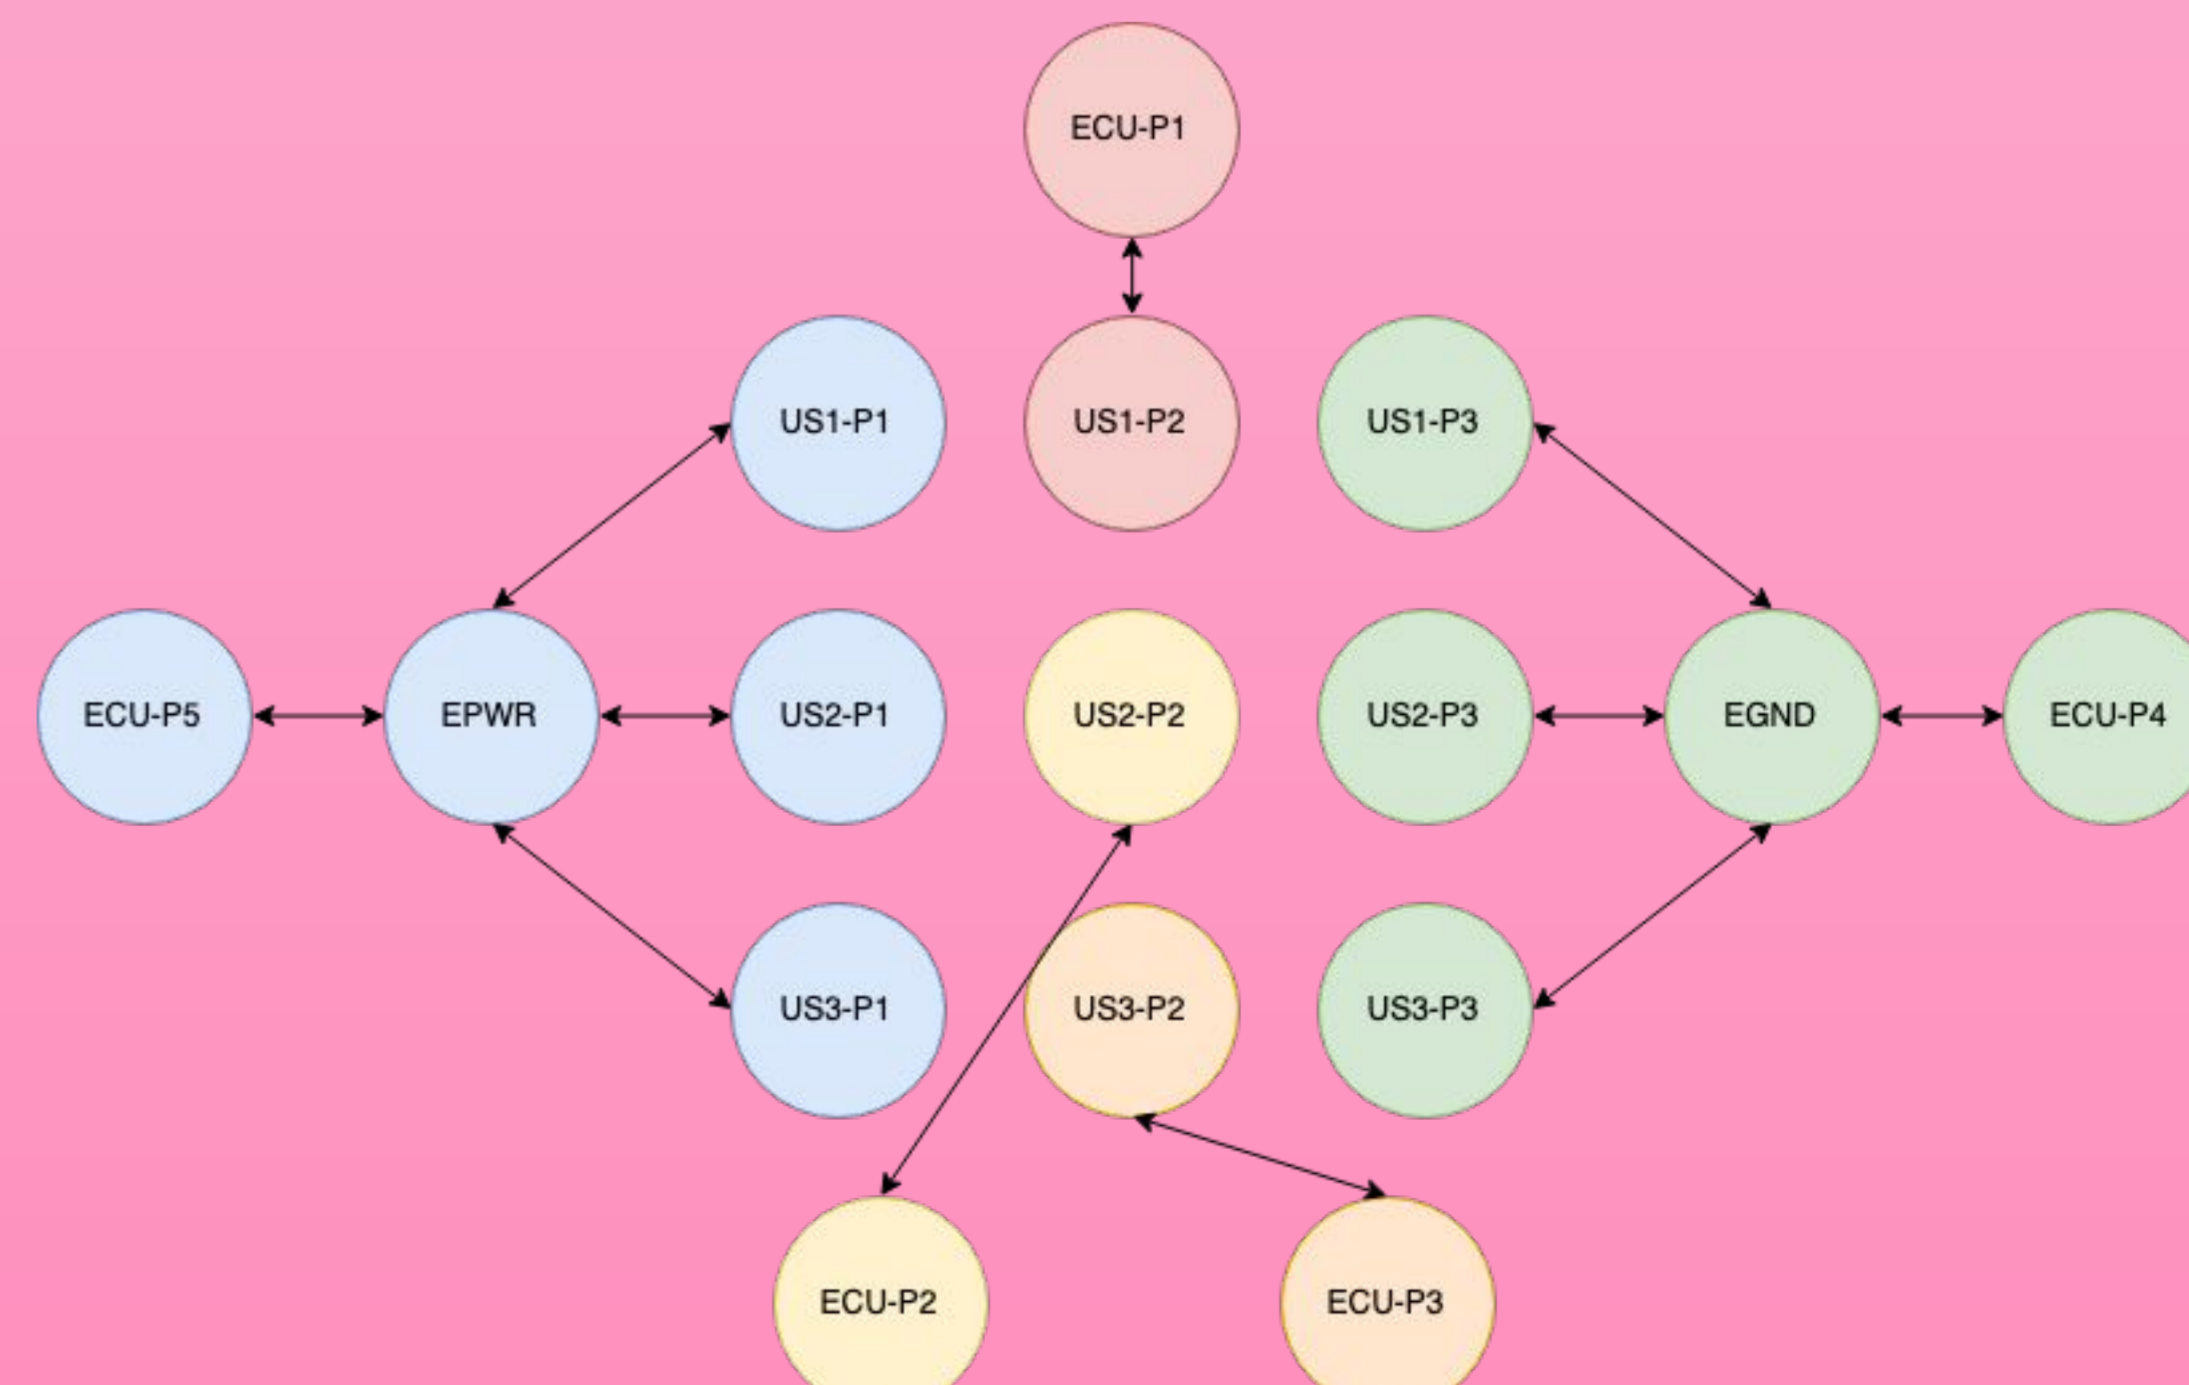 ECU-P1
US1-P1
US1-P2
US1-P3
ECU-P5
EPWR
US2-P1
US2-P2
US2-P3
EGND
ECU-P4
US3-P1
US3-P2
US3-P3
ECU-P2
ECU-P3